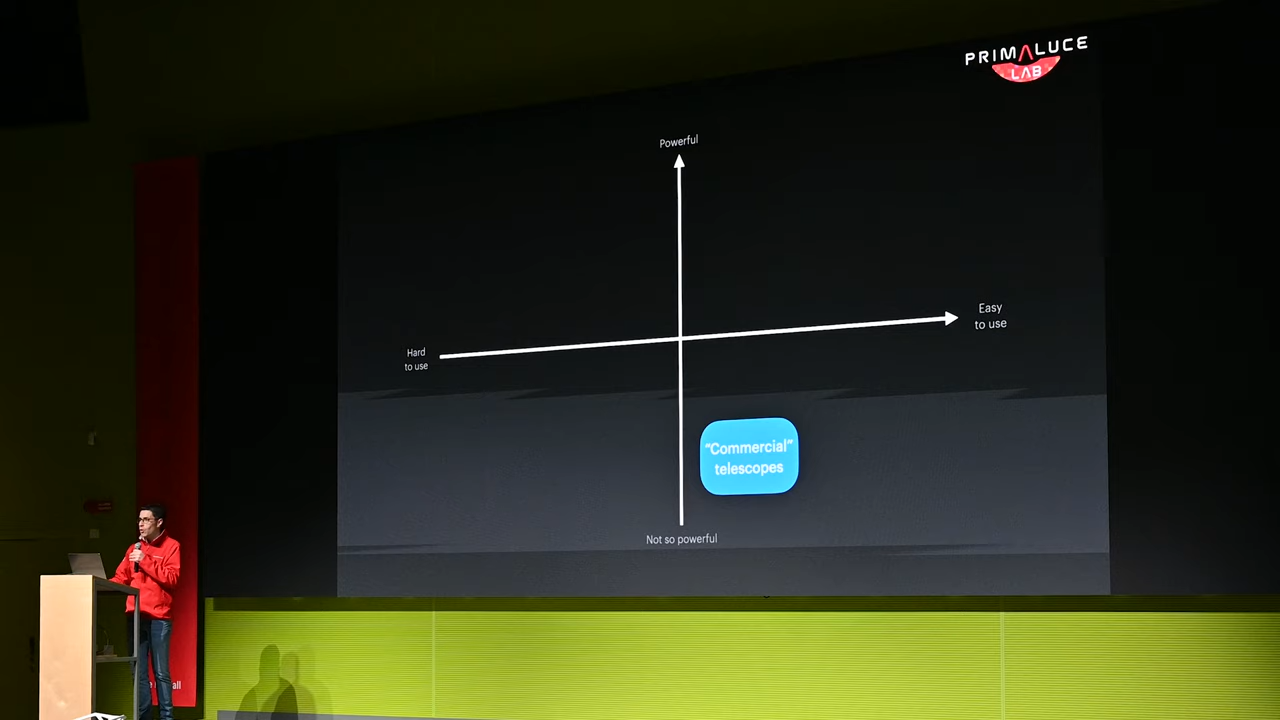 PRIMALUCE
LAB
Powerful
Easy
to use
Hard
to use
“Commercial”
telescopes
Not so powerful